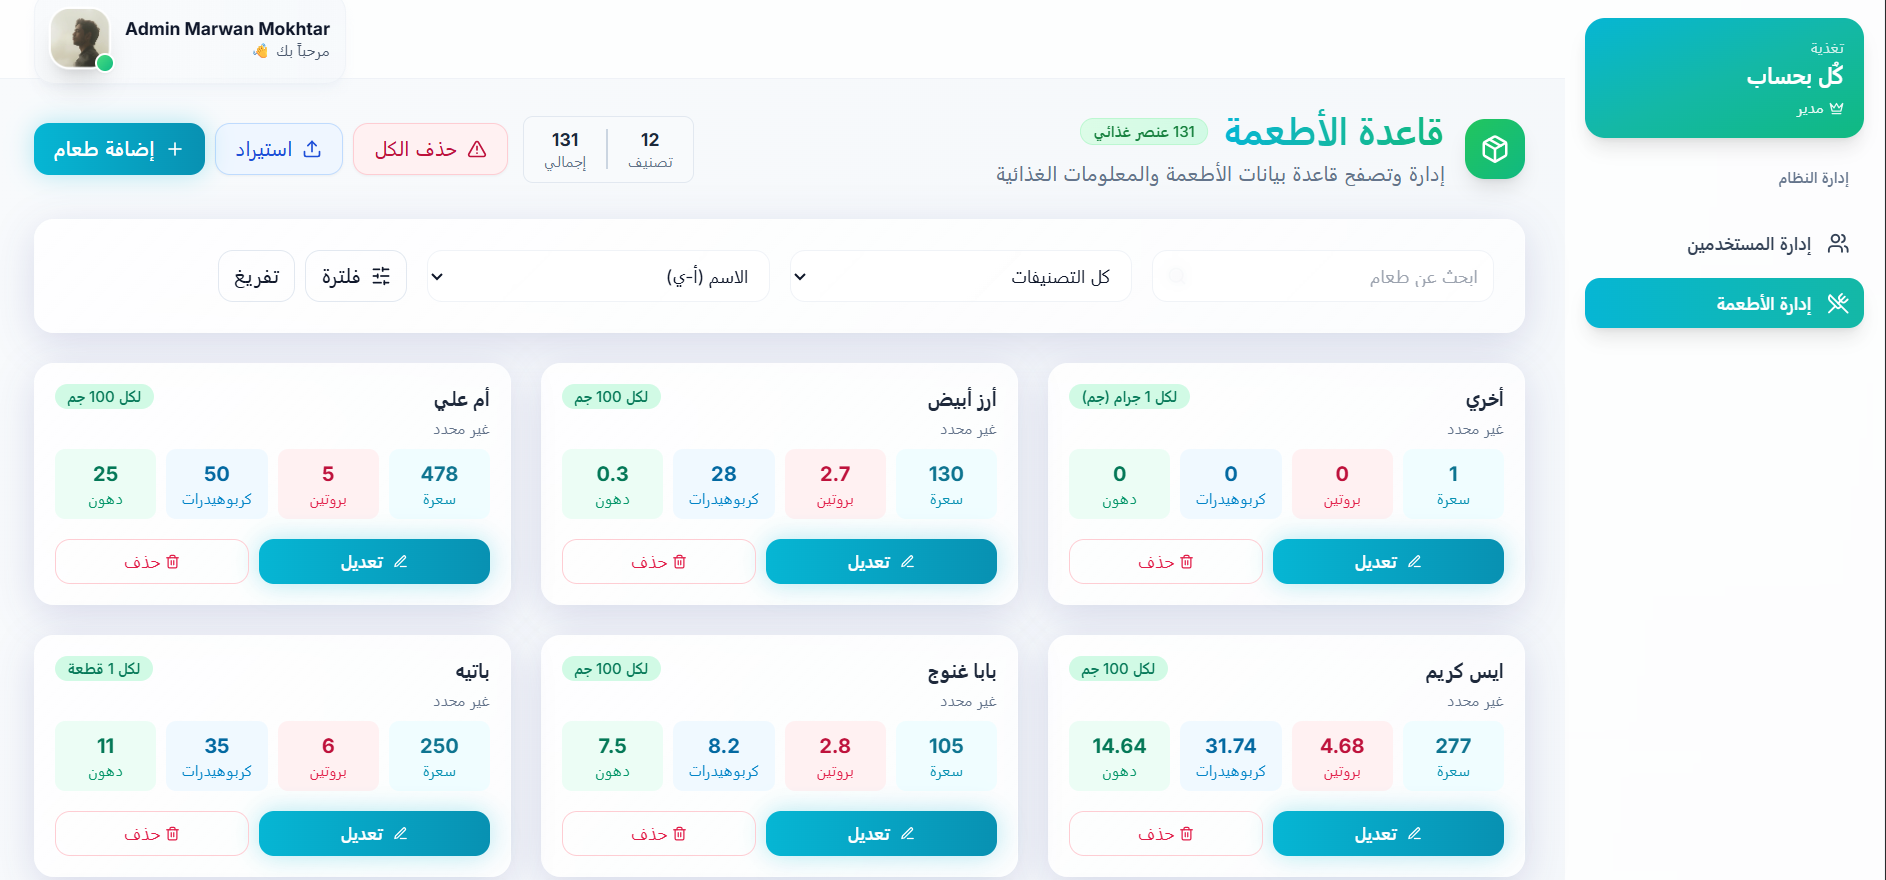 تغذية
كُل بحساب
مدير
إدارة النظام
إدارة المستخدمين
إدارة الأطعمة
Admin Marwan Mokhtar
مرحباً بك 👋
قاعدة الأطعمة
131 عنصر غذائي
إدارة وتصفح قاعدة بيانات الأطعمة والمعلومات الغذائية
12
تصنيف
131
إجمالي
حذف الكل
استيراد
إضافة طعام
ابحث عن طعام
كل التصنيفات
الاسم (أ-ي)
فلترة
تفريغ
أخري
لكل 1 جرام (جم)
غير محدد
1
سعرة
0
بروتين
0
كربوهيدرات
0
دهون
تعديل
حذف
أرز أبيض
لكل 100 جم
غير محدد
130
سعرة
2.7
بروتين
28
كربوهيدرات
0.3
دهون
تعديل
حذف
أم علي
لكل 100 جم
غير محدد
478
سعرة
5
بروتين
50
كربوهيدرات
25
دهون
تعديل
حذف
ايس كريم
لكل 100 جم
غير محدد
277
سعرة
4.68
بروتين
31.74
كربوهيدرات
14.64
دهون
تعديل
حذف
بابا غنوج
لكل 100 جم
غير محدد
105
سعرة
2.8
بروتين
8.2
كربوهيدرات
7.5
دهون
تعديل
حذف
باتيه
لكل 1 قطعة
غير محدد
250
سعرة
6
بروتين
35
كربوهيدرات
11
دهون
تعديل
حذف